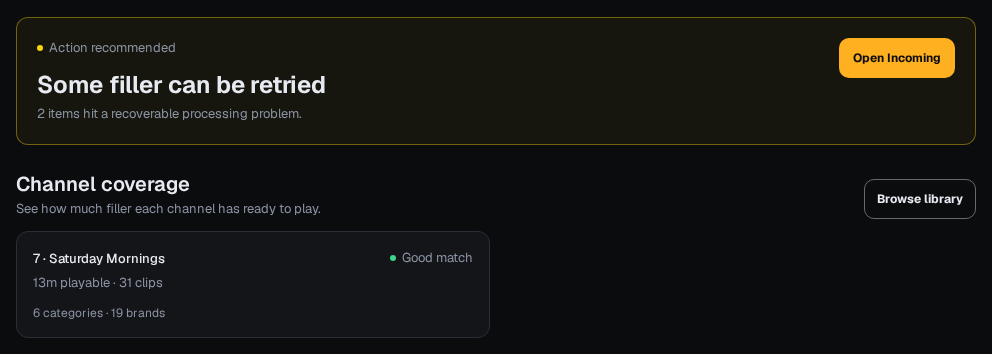 Action recommended
Open Incoming
Some filler can be retried
2 items hit a recoverable processing problem.
Channel coverage
See how much filler each channel has ready to play.
Browse library
7 · Saturday Mornings
Good match
13m playable · 31 clips
6 categories · 19 brands